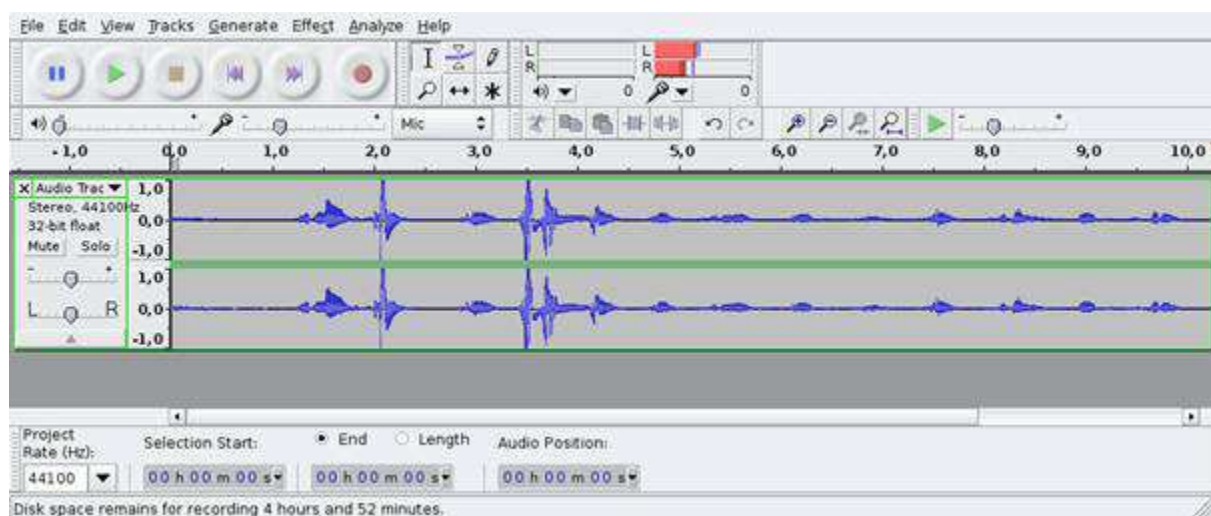 File Edit View Tracks Generate Effect Analyze Help
L L
R R
0 0
Mic
- 1,0 0,0 1,0 2,0 3,0 4,0 5,0 6,0 7,0 8,0 9,0 10,0
X Audio Trac 1,0
Stereo, 44100Hz
0,0
32-bit float
Mute Solo -1,0
- + 1,0
L R 0,0
-1,0
Project
Rate (Hz):
Selection Start: End Length Audio Position:
44100 00 h 00 m 00 s 00 h 00 m 00 s 00 h 00 m 00 s
Disk space remains for recording 4 hours and 52 minutes.